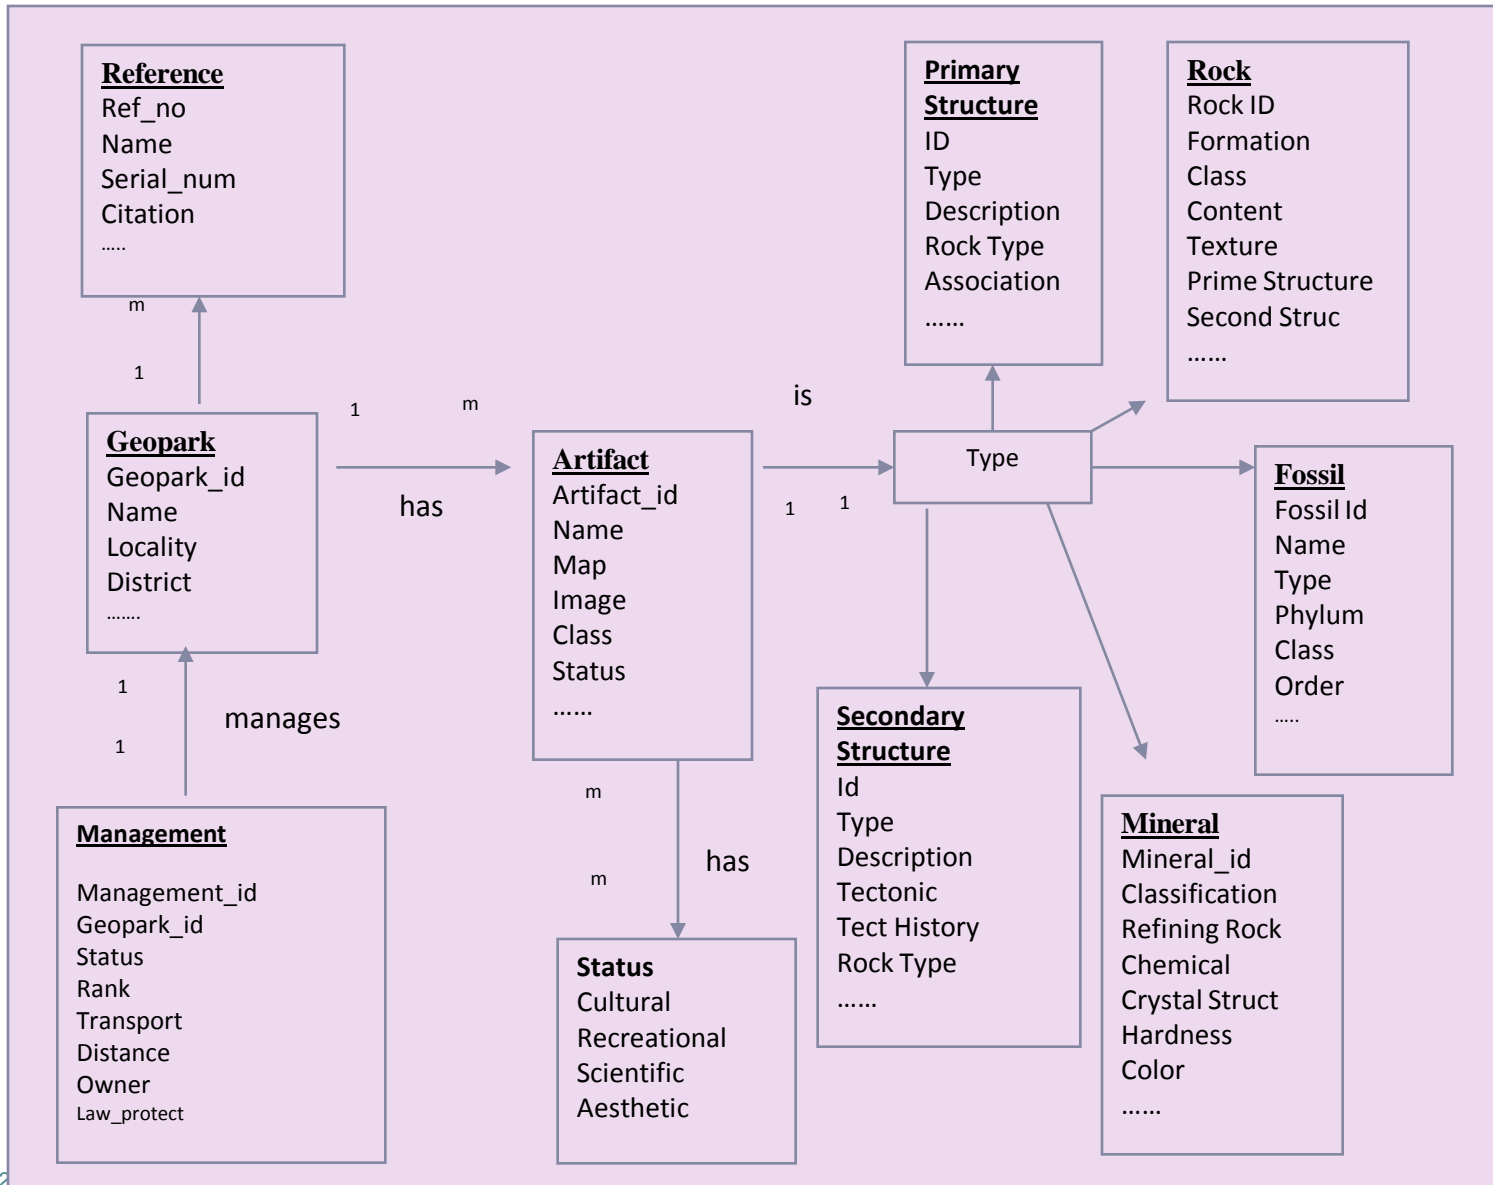 Reference
Ref_no
Name
Serial_num
Citation
.....
m
1
Geopark
Geopark_id
Name
Locality
District
.......
1
m
has
1
1
manages
Management
Management_id
Geopark_id
Status
Rank
Transport
Distance
Owner
Law_protect
Artifact
Artifact_id
Name
Map
Image
Class
Status
......
m
m
has
Status
Cultural
Recreational
Scientific
Aesthetic
is
1
1
Type
Primary
Structure
ID
Type
Description
Rock Type
Association
......
Rock
Rock ID
Formation
Class
Content
Texture
Prime Structure
Second Struc
......
Fossil
Fossil Id
Name
Type
Phylum
Class
Order
.....
Secondary
Structure
Id
Type
Description
Tectonic
Tect History
Rock Type
......
Mineral
Mineral_id
Classification
Refining Rock
Chemical
Crystal Struct
Hardness
Color
......